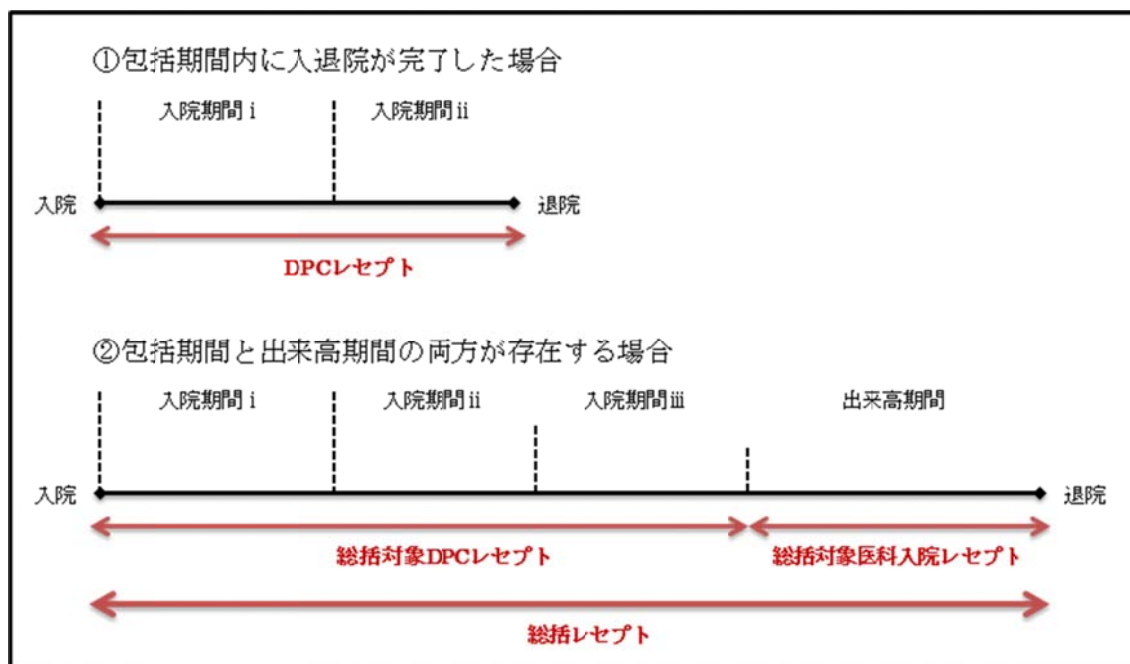 ①包括期間内に入退院が完了した場合
入院期間ⅰ
入院期間ⅱ
入院
退院
DPCレセプト
②包括期間と出来高期間の両方が存在する場合
入院期間ⅰ
入院期間ⅱ
入院期間ⅲ
出来高期間
入院
退院
総括対象DPCレセプト
総括対象医科入院レセプト
総括レセプト